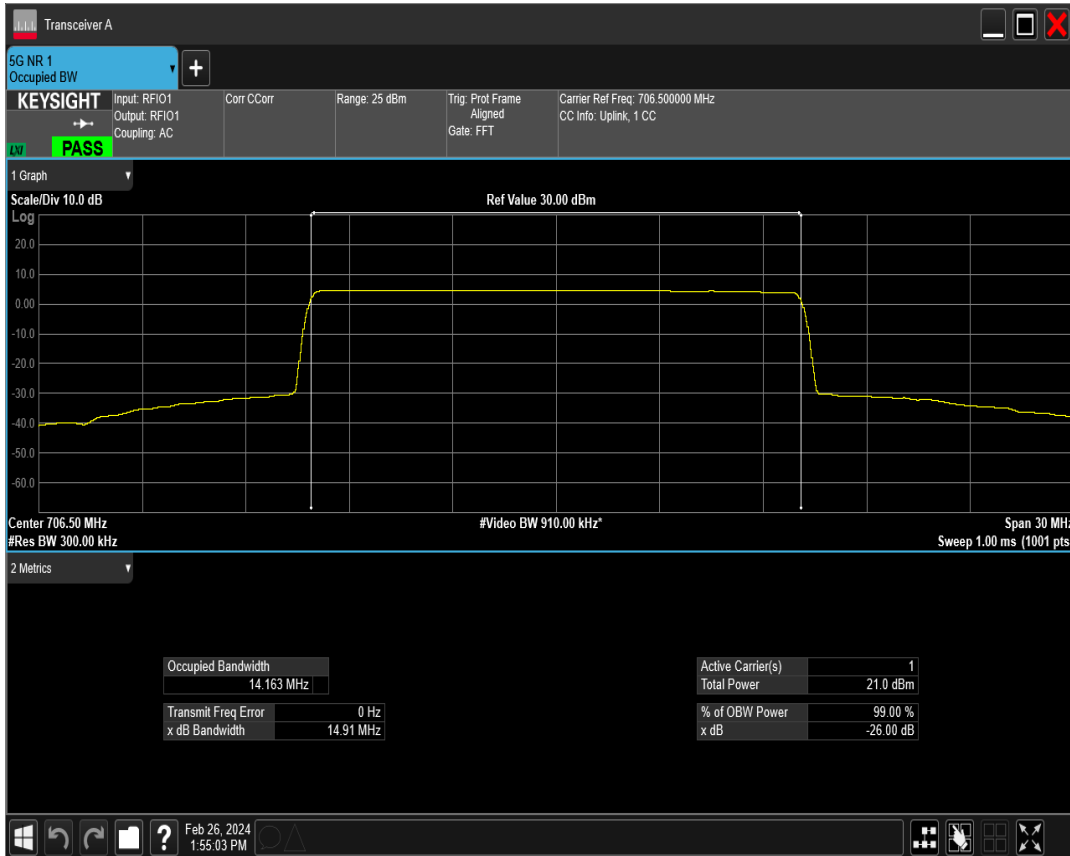 Transceiver A
5G NR 1
Occupied BW
+
KEYSIGHT
LXI
PASS
Input: RFIO1
Output: RFIO1
Coupling: AC
Corr CCorr
Range: 25 dBm
Trig: Prot Frame
Aligned
Gate: FFT
Carrier Ref Freq: 706.500000 MHz
CC Info: Uplink, 1 CC
1 Graph
Scale/Div 10.0 dB
Ref Value 30.00 dBm
Log
20.0
10.0
0.00
-10.0
-20.0
-30.0
-40.0
-50.0
-60.0
Center 706.50 MHz
#Video BW 910.00 kHz*
Span 30 MHz
#Res BW 300.00 kHz
Sweep 1.00 ms (1001 pts
2 Metrics
Occupied Bandwidth
14.163 MHz
Transmit Freq Error 0 Hz
x dB Bandwidth 14.91 MHz
Active Carrier(s) 1
Total Power 21.0 dBm
% of OBW Power 99.00 %
x dB -26.00 dB
?
Feb 26, 2024
1:55:03 PM